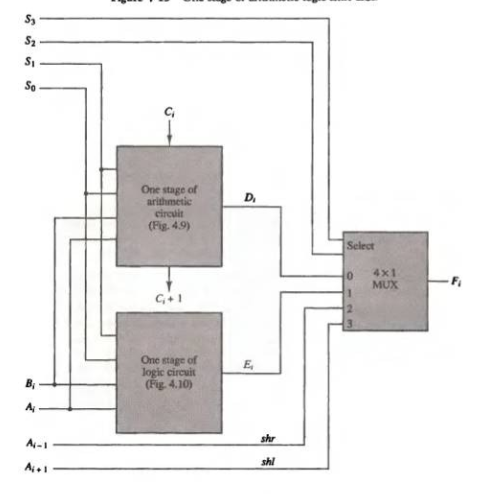 S3
S2
S1
S0
Ci
One stage of
arithmetic
circuit
(Fig. 4.9)
Di
Select
0
4 × 1
MUX
1
2
3
Fi
Ci + 1
One stage of
logic circuit
(Fig. 4.10)
Ei
Bi
Ai
Ai−1
shr
Ai+1
shl